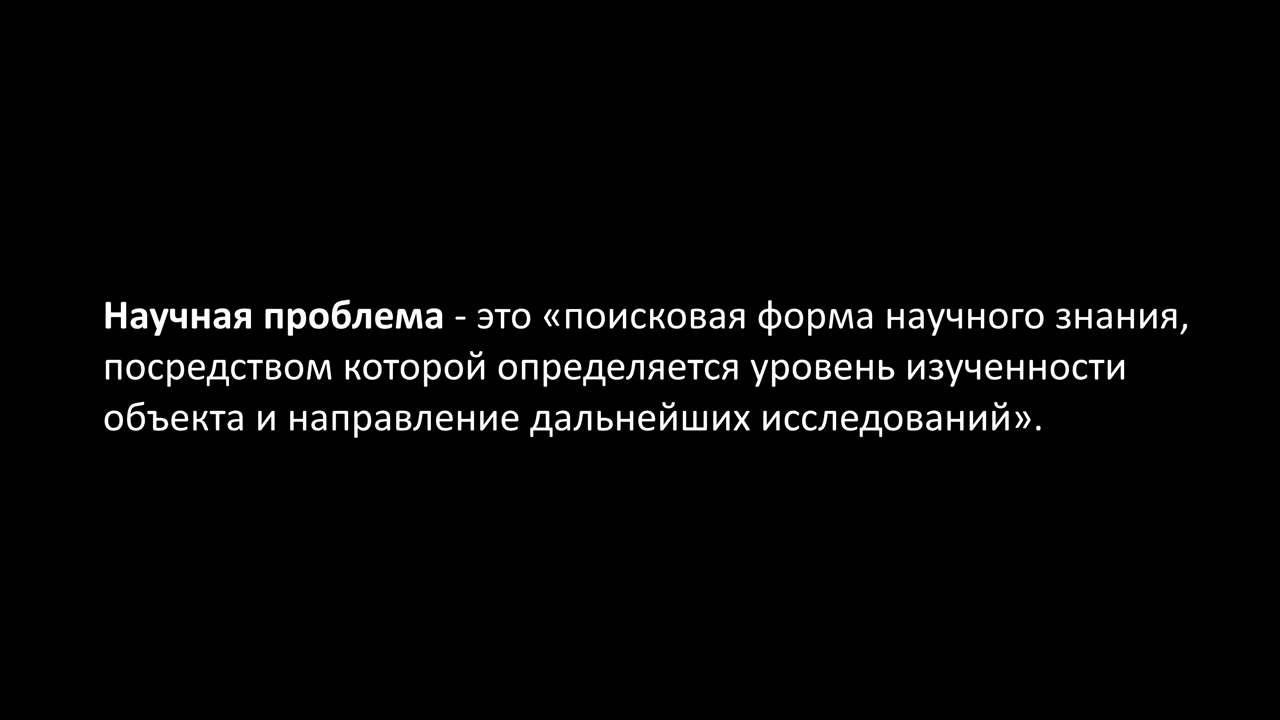 Научная проблема - это «поисковая форма научного знания,
посредством которой определяется уровень изученности
объекта и направление дальнейших исследований».